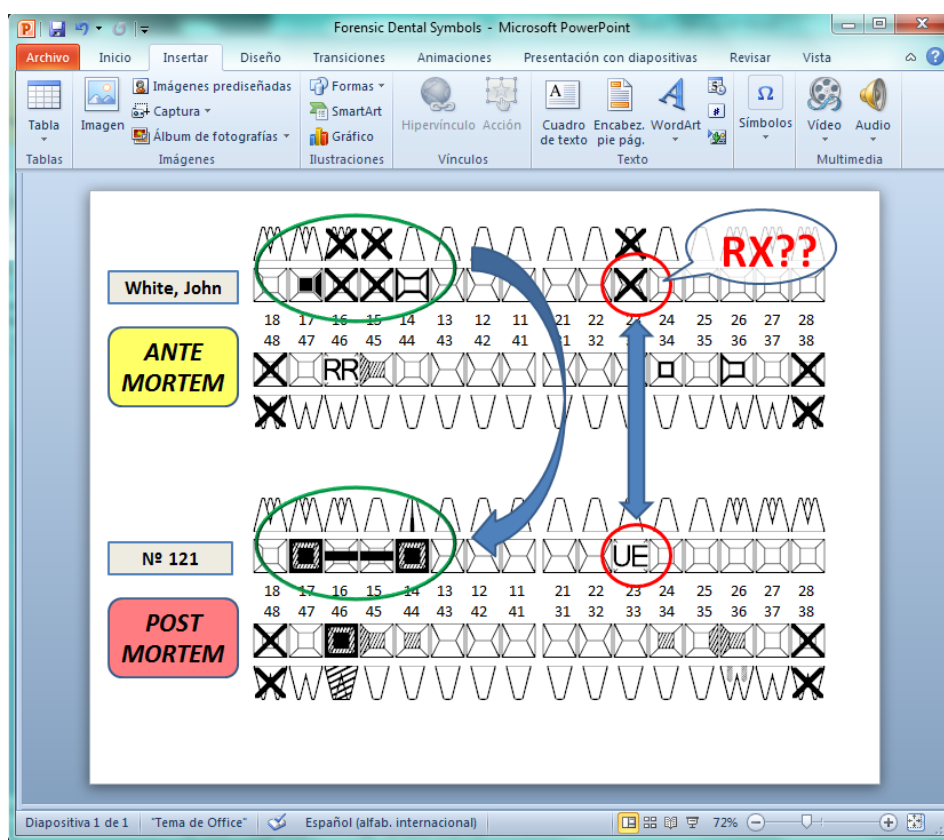 Forensic Dental Symbols - Microsoft PowerPoint
Archivo Inicio Insertar Diseño Transiciones Animaciones Presentación con diapositivas Revisar Vista
Tabla
Tablas
Imagen
Imágenes prediseñadas
Captura
Álbum de fotografías
Imágenes
Formas
SmartArt
Gráfico
Ilustraciones
Hipervínculo Acción
Vínculos
Cuadro de texto
Encabez. pie pág.
WordArt
Texto
Símbolos
Vídeo Audio
Multimedia
RX??
White, John
18 17 16 15 14 13 12 11 21 22 23 24 25 26 27 28
48 47 46 45 44 43 42 41 31 32 33 34 35 36 37 38
ANTE
MORTEM
RR
Nº 121
UE
18 17 16 15 14 13 12 11 21 22 23 24 25 26 27 28
48 47 46 45 44 43 42 41 31 32 33 34 35 36 37 38
POST
MORTEM
Diapositiva 1 de 1 "Tema de Office" Español (alfab. internacional) 72%